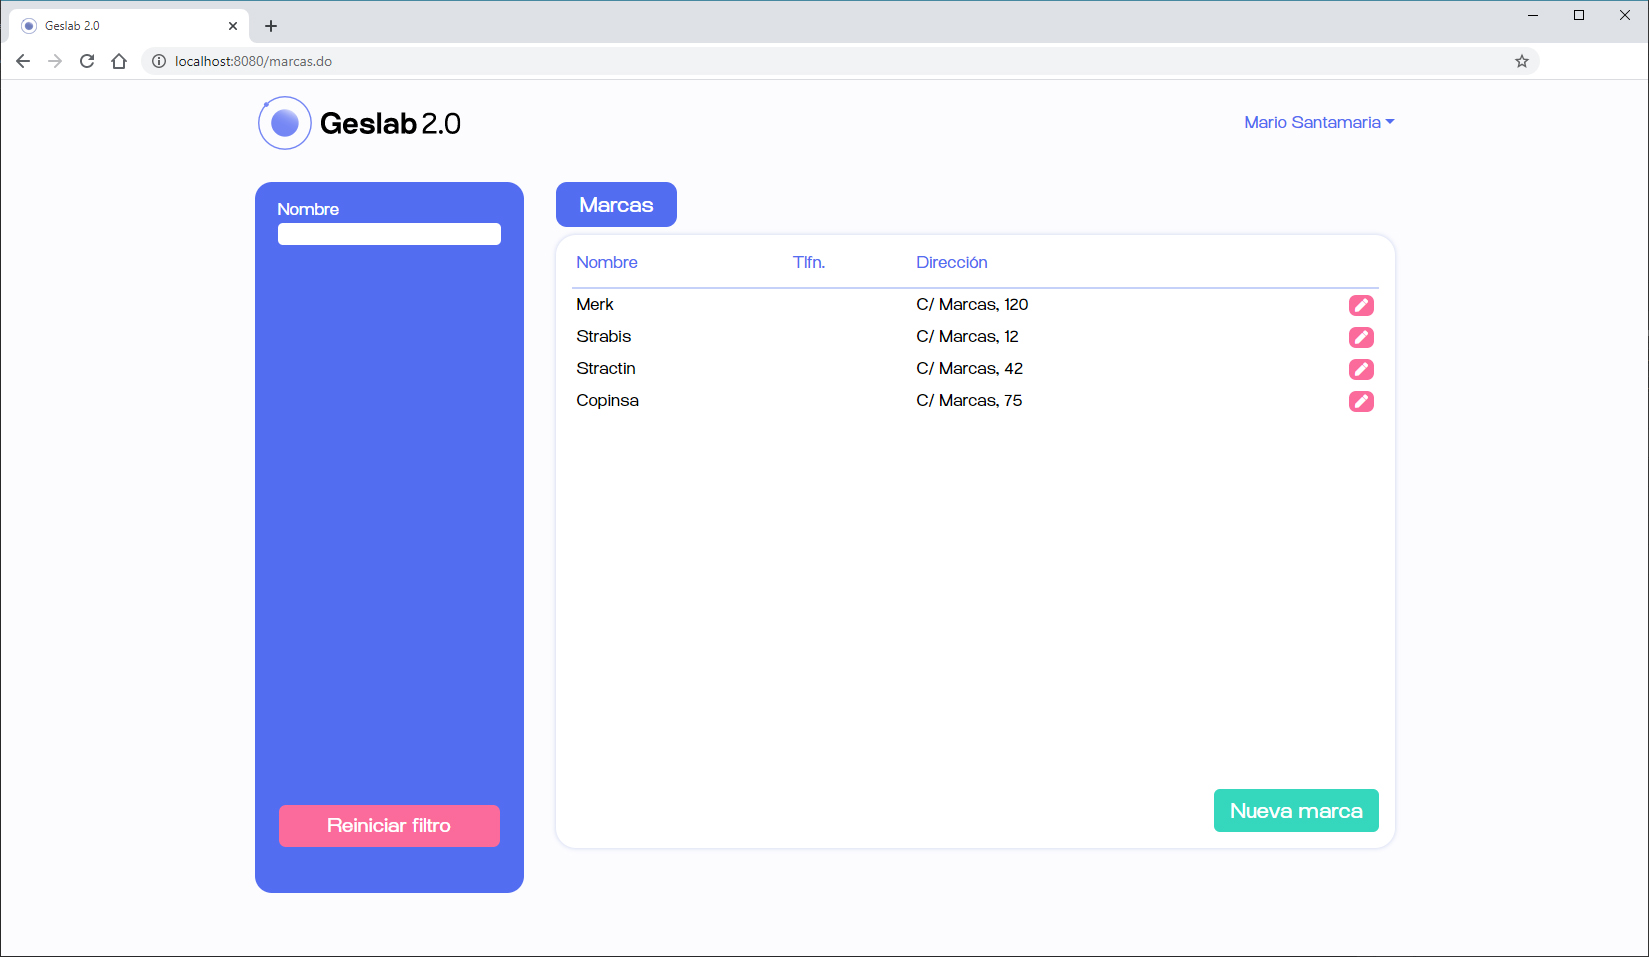 Geslab 2.0
localhost:8080/marcas.do
Geslab 2.0
Mario Santamaria
Nombre
Reiniciar filtro
Marcas
Nombre Tlfn. Dirección
Merk C/ Marcas, 120
Strabis C/ Marcas, 12
Stractin C/ Marcas, 42
Copinsa C/ Marcas, 75
Nueva marca